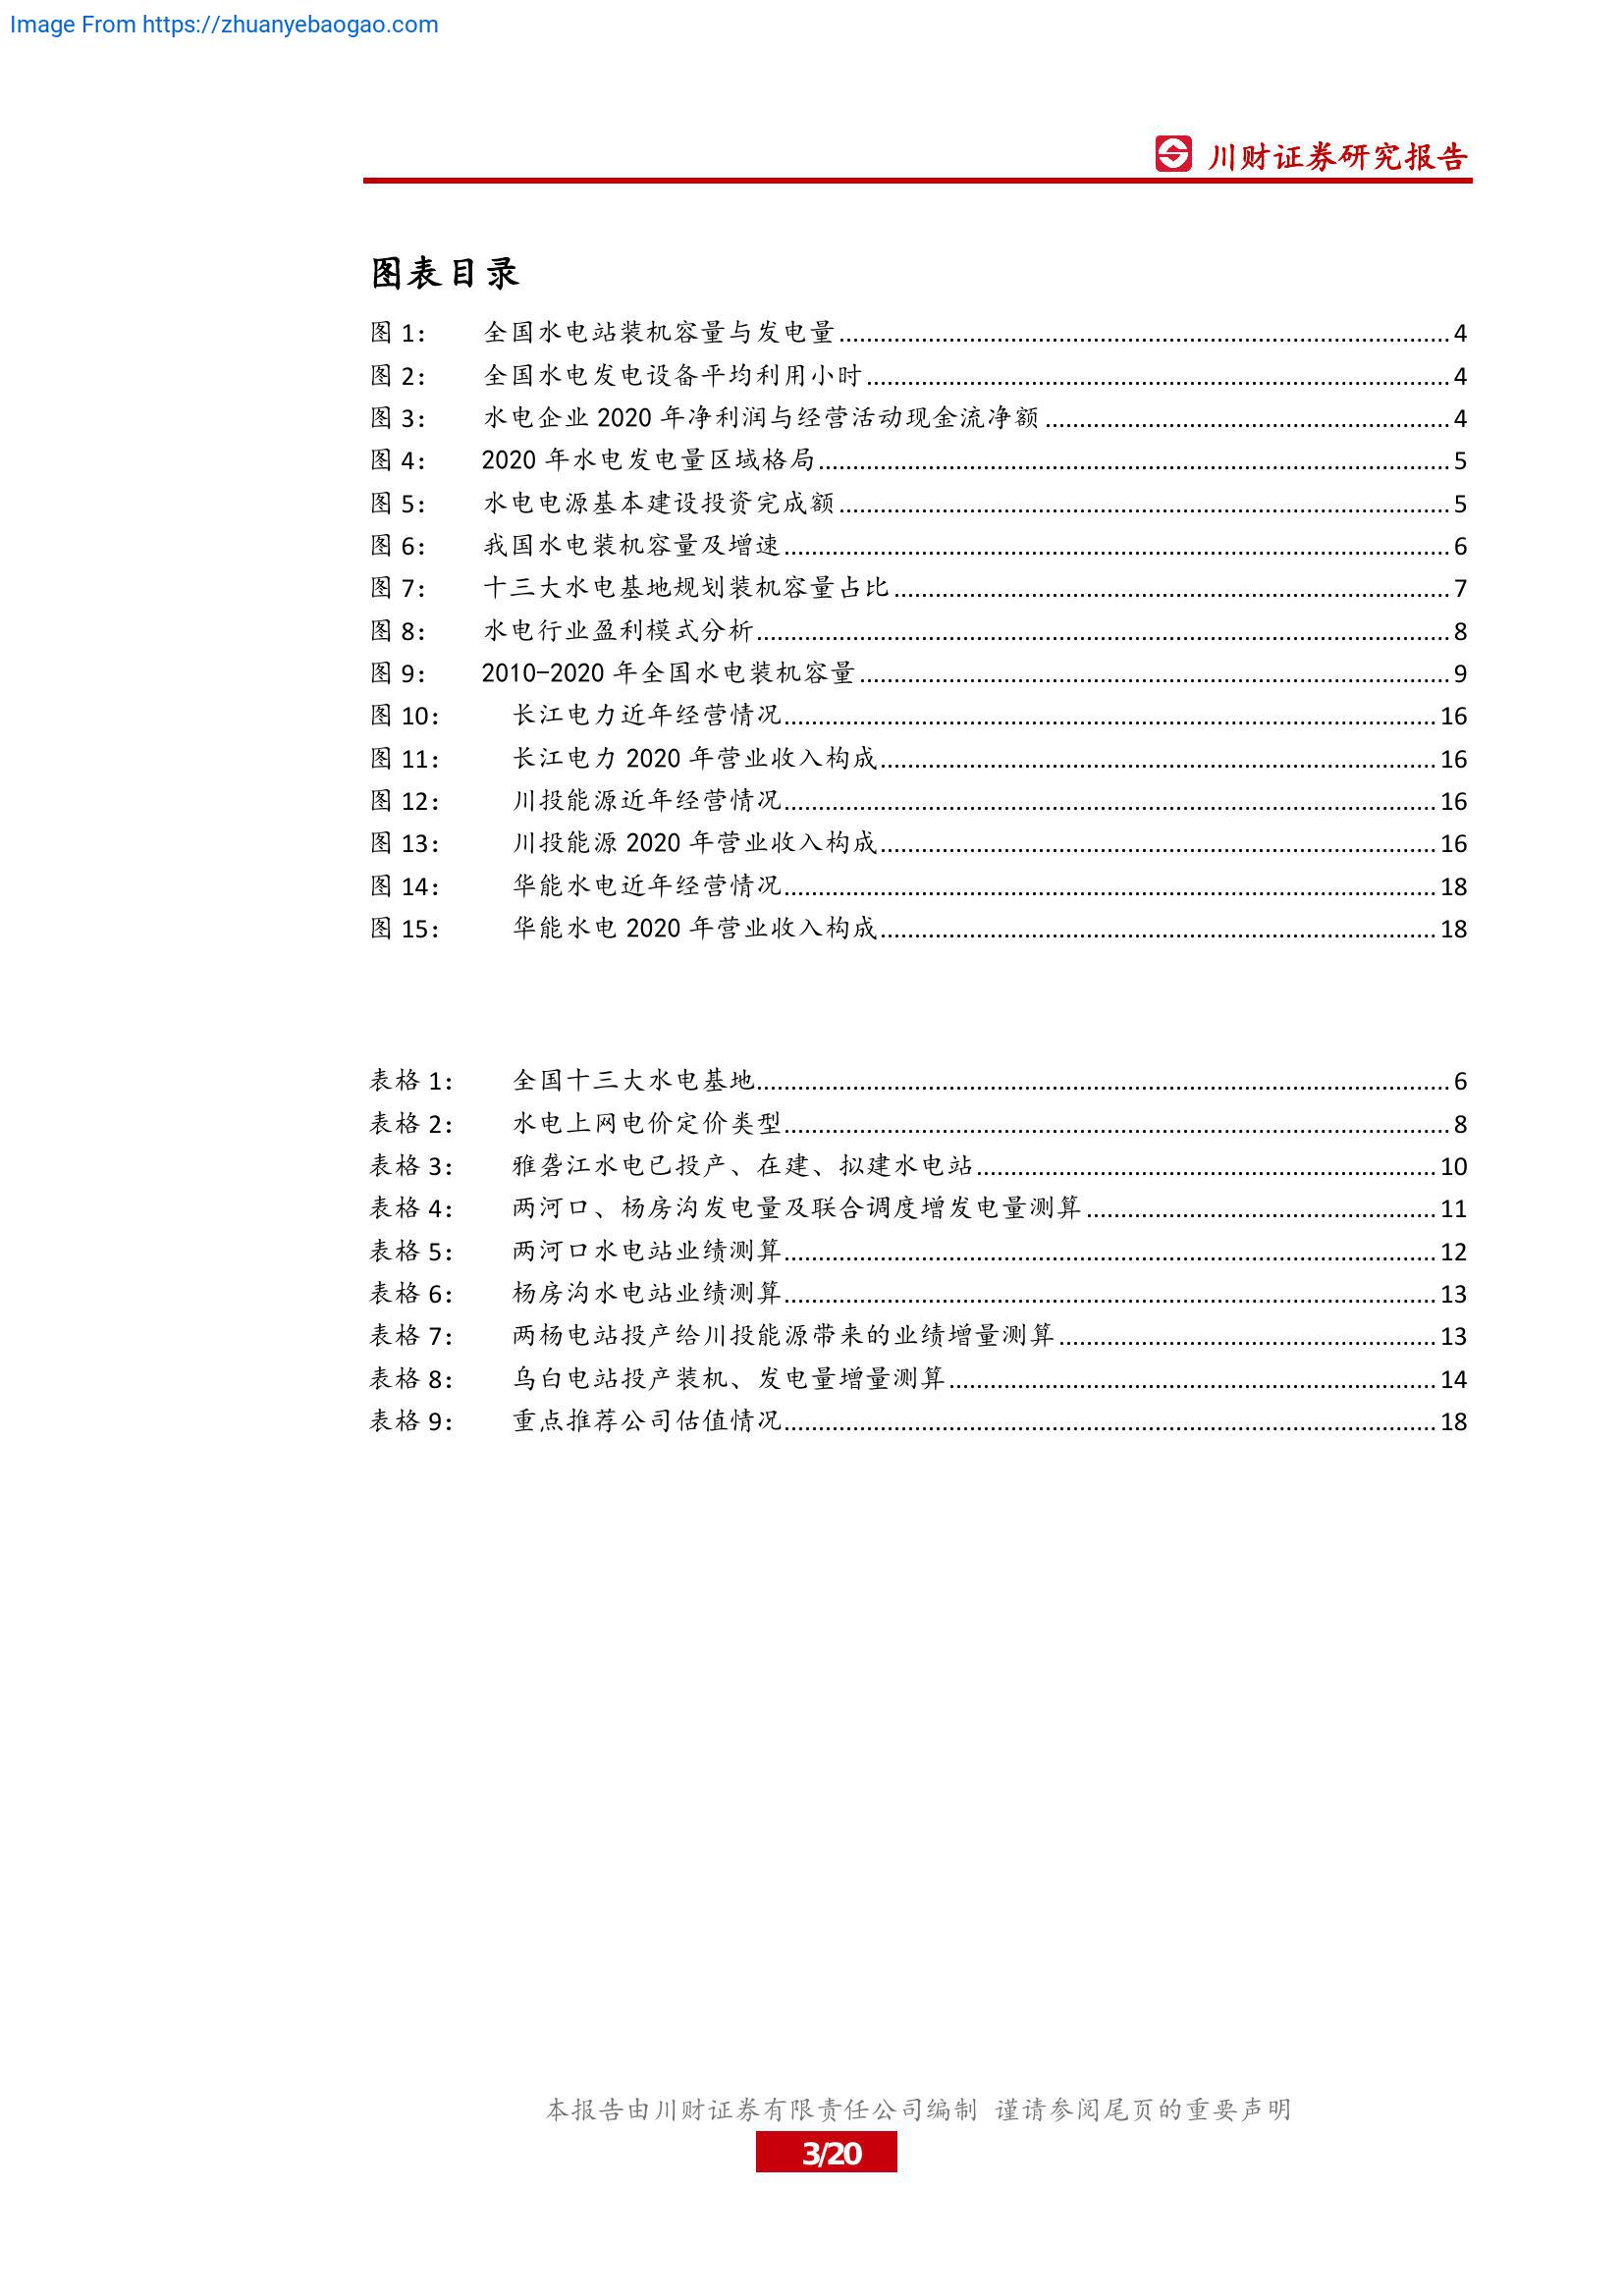 Image From https://zhuanyebaogao.com
川财证券研究报告
图表目录
图 1： 全国水电站装机容量与发电量 4
图 2： 全国水电发电设备平均利用小时 4
图 3： 水电企业 2020 年净利润与经营活动现金流净额 4
图 4： 2020 年水电发电量区域格局 5
图 5： 水电电源基本建设投资完成额 5
图 6： 我国水电装机容量及增速 6
图 7： 十三大水电基地规划装机容量占比 7
图 8： 水电行业盈利模式分析 8
图 9： 2010-2020 年全国水电装机容量 9
图 10： 长江电力近年经营情况 16
图 11： 长江电力 2020 年营业收入构成 16
图 12： 川投能源近年经营情况 16
图 13： 川投能源 2020 年营业收入构成 16
图 14： 华能水电近年经营情况 18
图 15： 华能水电 2020 年营业收入构成 18
表格 1： 全国十三大水电基地 6
表格 2： 水电上网电价定价类型 8
表格 3： 雅砻江水电已投产、在建、拟建水电站 10
表格 4： 两河口、杨房沟发电量及联合调度增发电量测算 11
表格 5： 两河口水电站业绩测算 12
表格 6： 杨房沟水电站业绩测算 13
表格 7： 两杨电站投产给川投能源带来的业绩增量测算 13
表格 8： 乌白电站投产装机、发电量增量测算 14
表格 9： 重点推荐公司估值情况 18
本报告由川财证券有限责任公司编制 谨请参阅尾页的重要声明
3/20